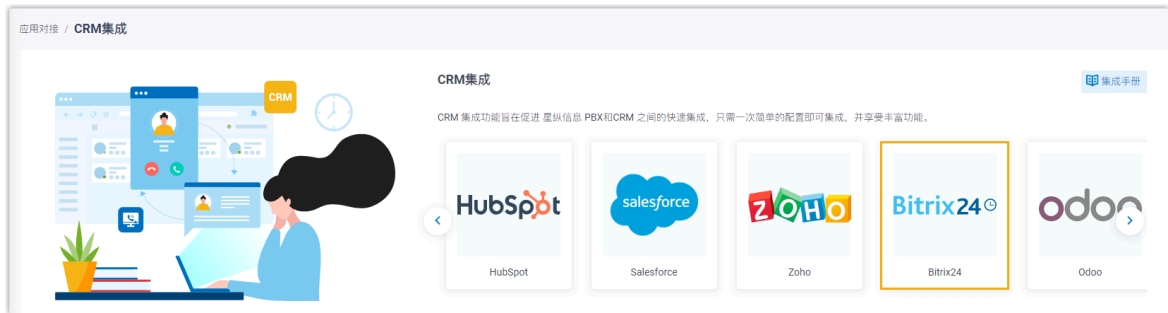 应用对接 / CRM集成
CRM
CRM集成
集成手册
CRM 集成功能旨在促进 星纵信息 PBX和CRM 之间的快速集成，只需一次简单的配置即可集成，并享受丰富功能。
HubSpot
salesforce
ZOHO
Bitrix24
odoo
HubSpot
Salesforce
Zoho
Bitrix24
Odoo